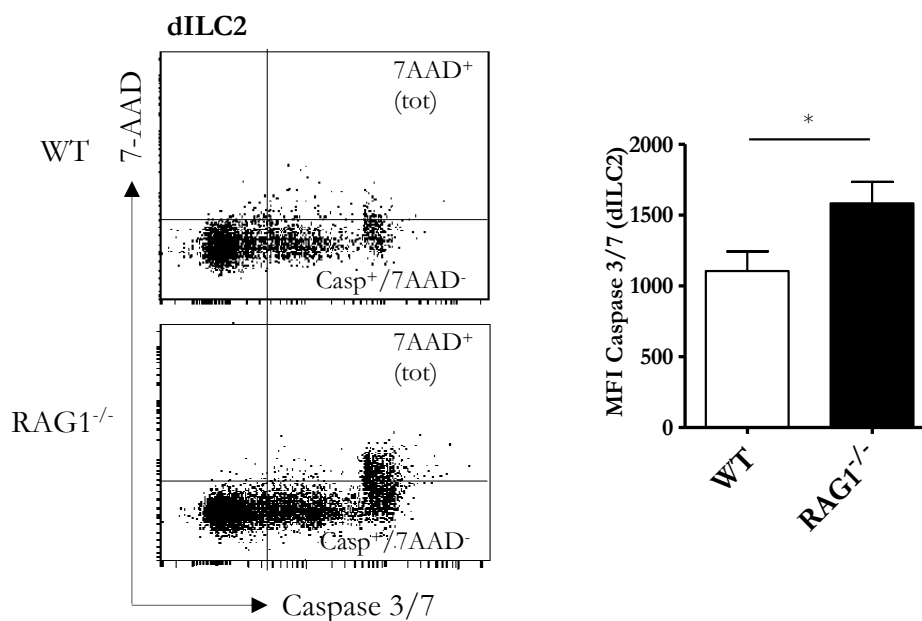 dILC2
7-AAD
WT
7AAD⁺
(tot)
Casp⁺/7AAD⁻
RAG1⁻/⁻
7AAD⁺
(tot)
Casp⁺/7AAD⁻
Caspase 3/7
MFI Caspase 3/7 (dILC2)
2000
1500
1000
500
0
*
WT
RAG1⁻/⁻